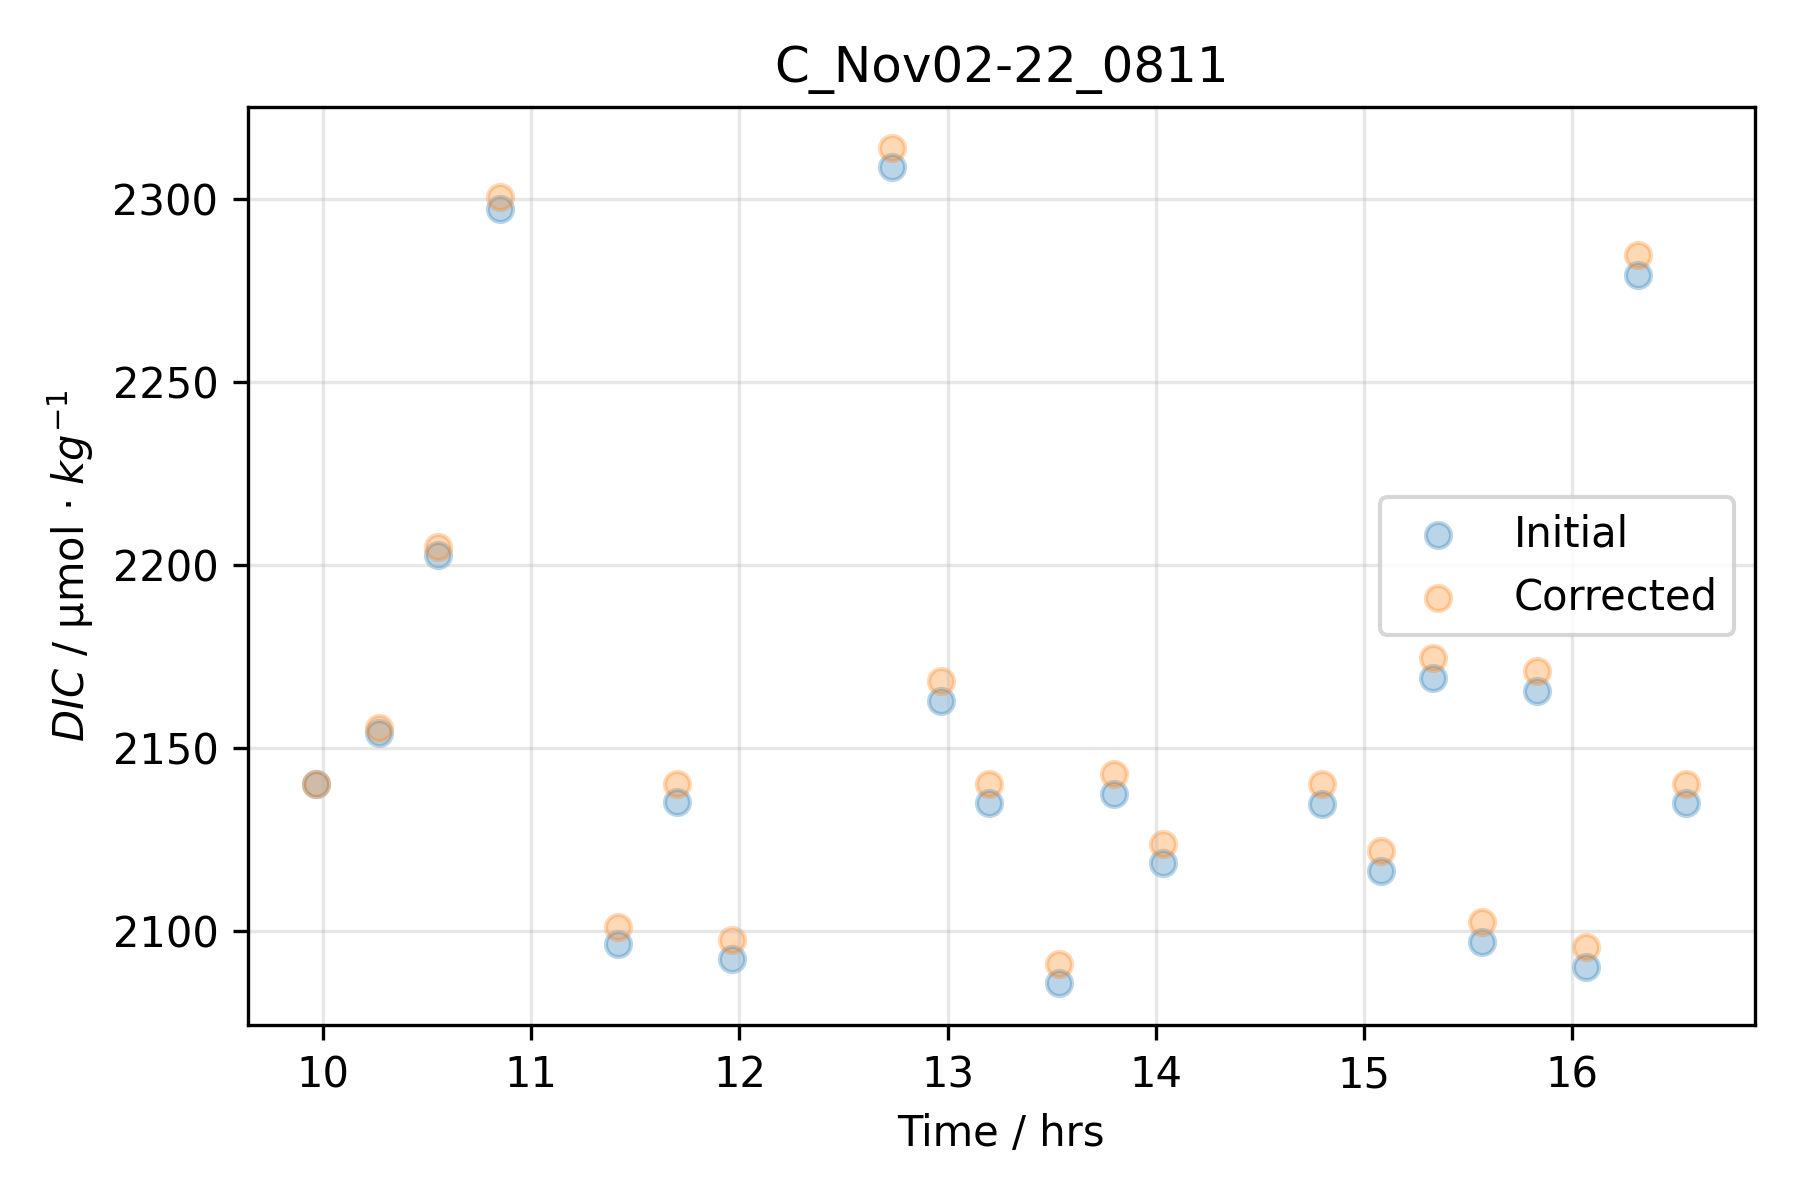 C_Nov02-22_0811
DIC / μmol · kg⁻¹
2300
2250
2200
2150
2100
Initial
Corrected
10 11 12 13 14 15 16
Time / hrs